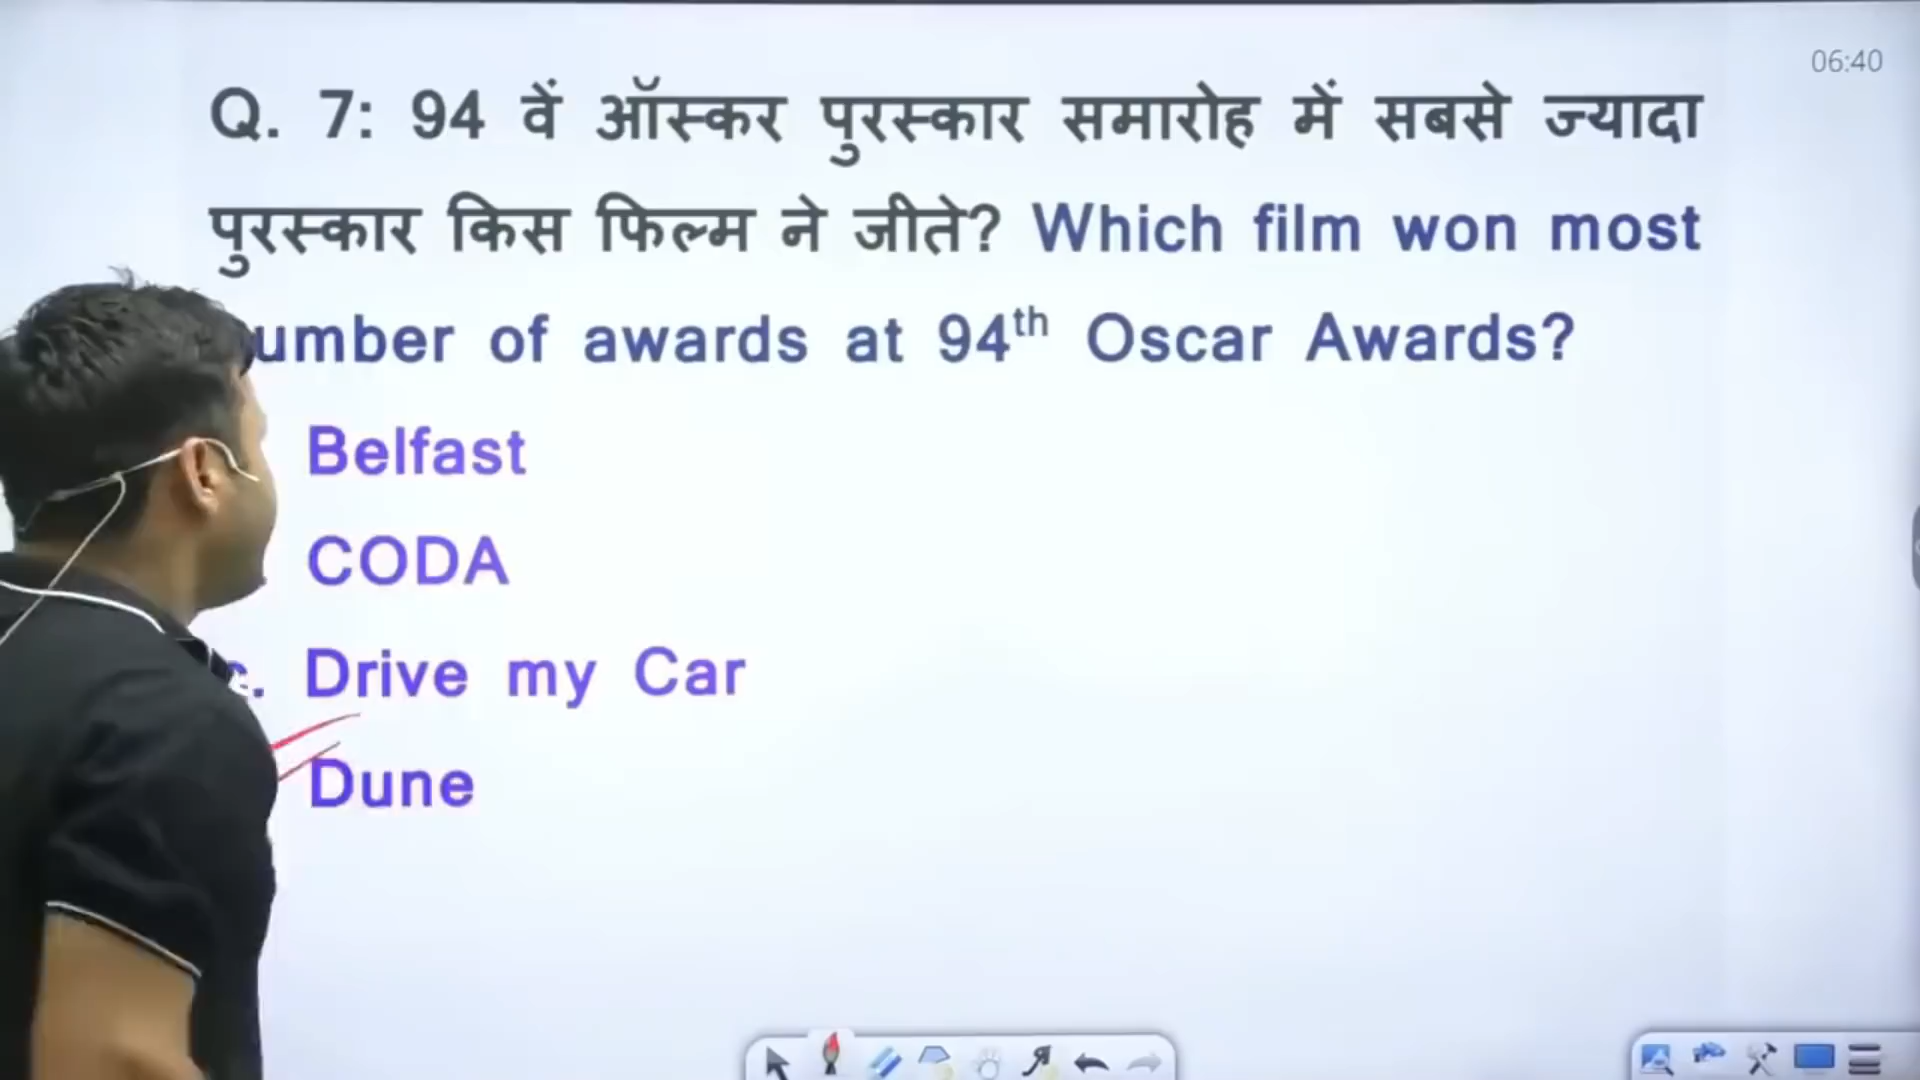 06:40
Q. 7: 94 वें ऑस्कर पुरस्कार समारोह में सबसे ज्यादा
पुरस्कार किस फिल्म ने जीते? Which film won most
umber of awards at 94th Oscar Awards?
Belfast
CODA
c. Drive my Car
Dune